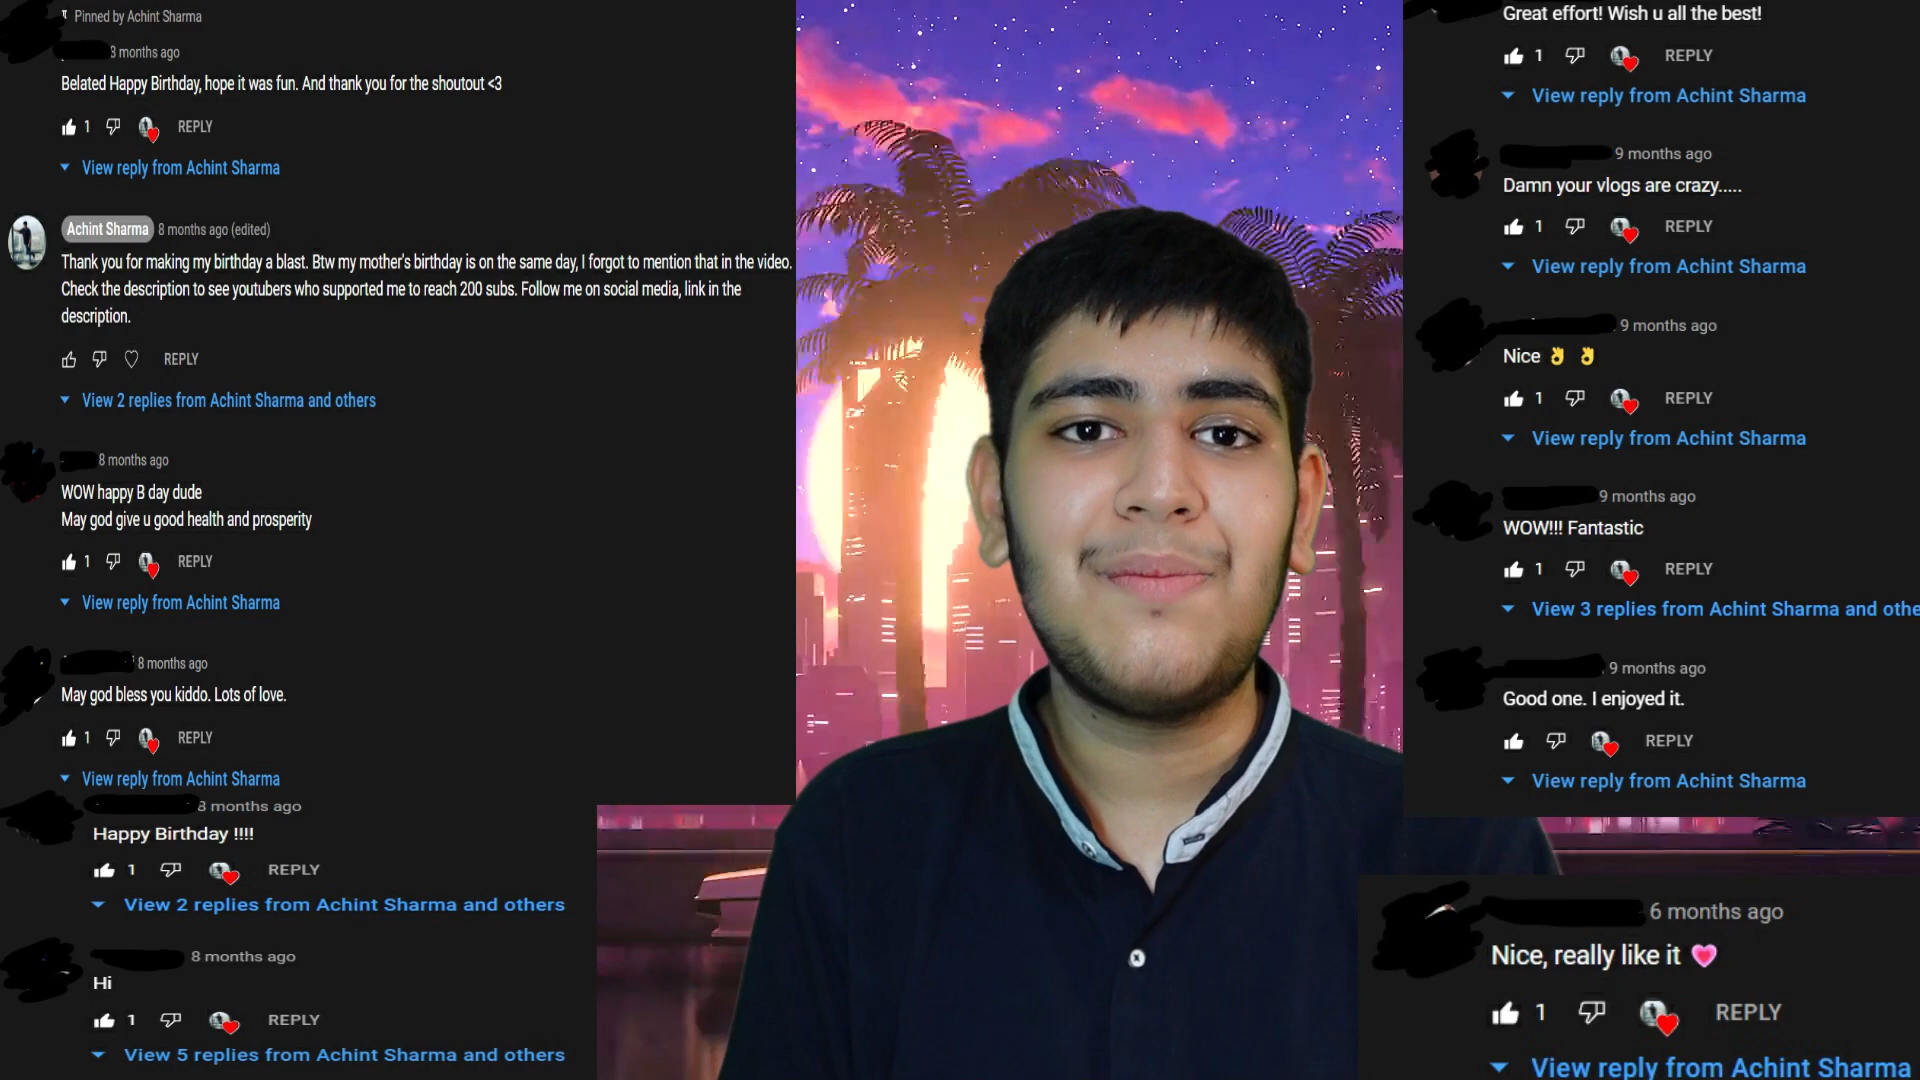 Pinned by Achint Sharma
3 months ago
Belated Happy Birthday, hope it was fun. And thank you for the shoutout <3
1 REPLY
View reply from Achint Sharma
Achint Sharma 8 months ago (edited)
Thank you for making my birthday a blast. Btw my mother's birthday is on the same day, I forgot to mention that in the video.
Check the description to see youtubers who supported me to reach 200 subs. Follow me on social media, link in the
description.
REPLY
View 2 replies from Achint Sharma and others
8 months ago
WOW happy B day dude
May god give u good health and prosperity
1 REPLY
View reply from Achint Sharma
8 months ago
May god bless you kiddo. Lots of love.
1 REPLY
View reply from Achint Sharma
8 months ago
Happy Birthday !!!!
1 REPLY
View 2 replies from Achint Sharma and others
8 months ago
Hi
1 REPLY
View 5 replies from Achint Sharma and others
Great effort! Wish u all the best!
1 REPLY
View reply from Achint Sharma
9 months ago
Damn your vlogs are crazy.....
1 REPLY
View reply from Achint Sharma
9 months ago
Nice 👌 👌
1 REPLY
View reply from Achint Sharma
9 months ago
WOW!!! Fantastic
1 REPLY
View 3 replies from Achint Sharma and othe
9 months ago
Good one. I enjoyed it.
REPLY
View reply from Achint Sharma
6 months ago
Nice, really like it 💗
1 REPLY
View reply from Achint Sharma